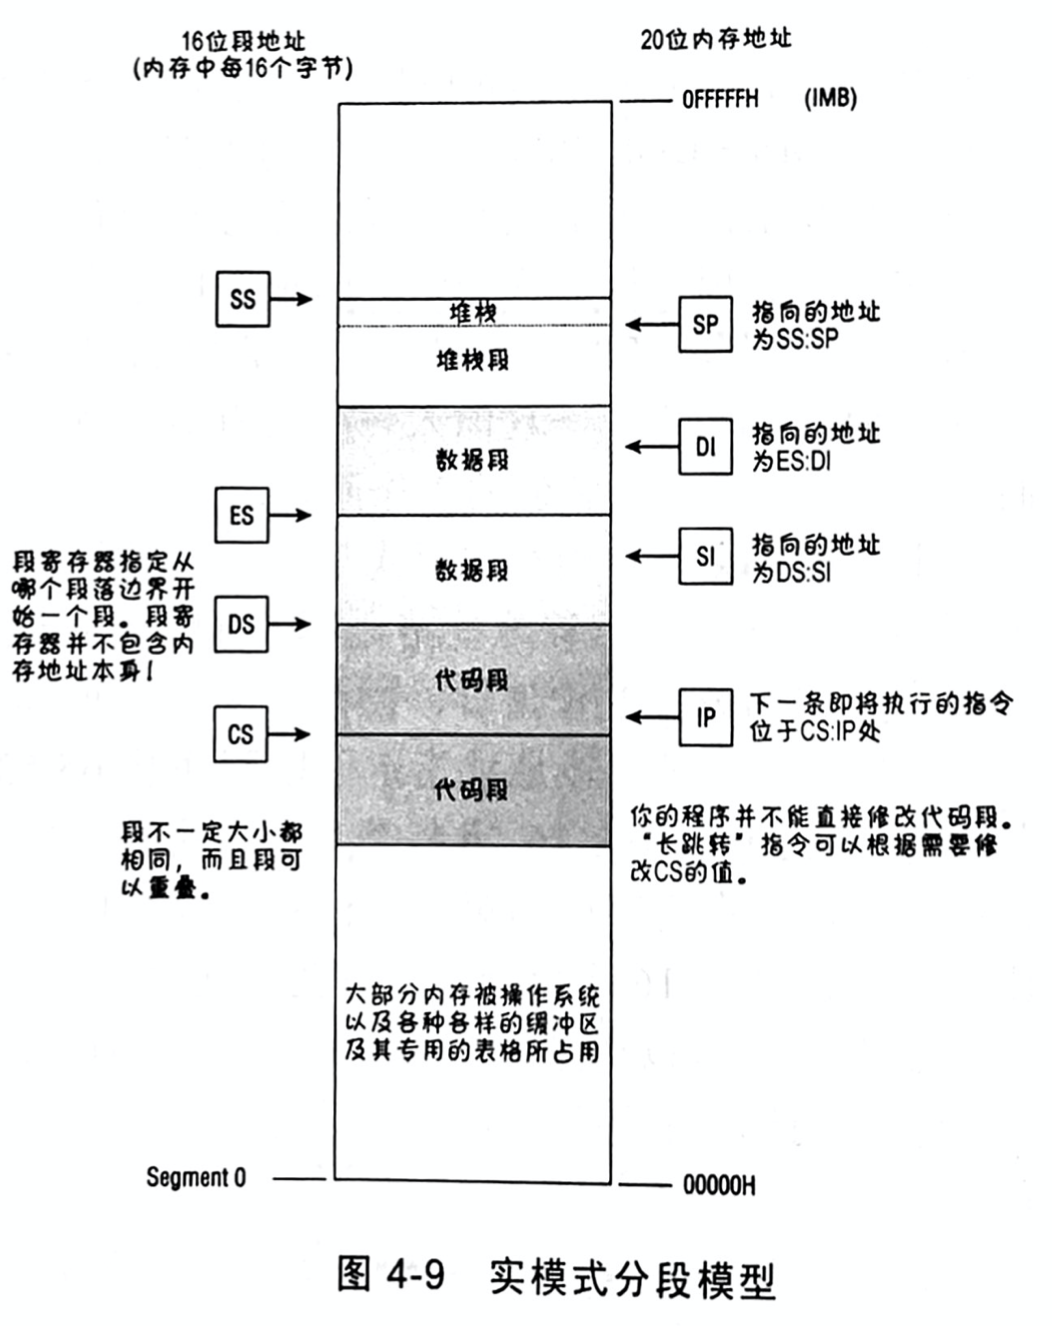 16位段地址
(内存中每16个字节)
20位内存地址
0FFFFFH (IMB)
SS
堆栈
堆栈段
SP
指向的地址
为SS:SP
数据段
DI
指向的地址
为ES:DI
ES
数据段
SI
指向的地址
为DS:SI
段寄存器指定从
哪个段落边界开
始一个段。段寄
存器并不包含内
存地址本身!
DS
代码段
CS
IP
下一条即将执行的指令
位于CS:IP处
代码段
段不一定大小都
相同，而且段可
以重叠。
你的程序并不能直接修改代码段。
“长跳转”指令可以根据需要修
改CS的值。
大部分内存被操作系统
以及各种各样的缓冲区
及其专用的表格所占用
Segment 0
00000H
图 4-9 实模式分段模型